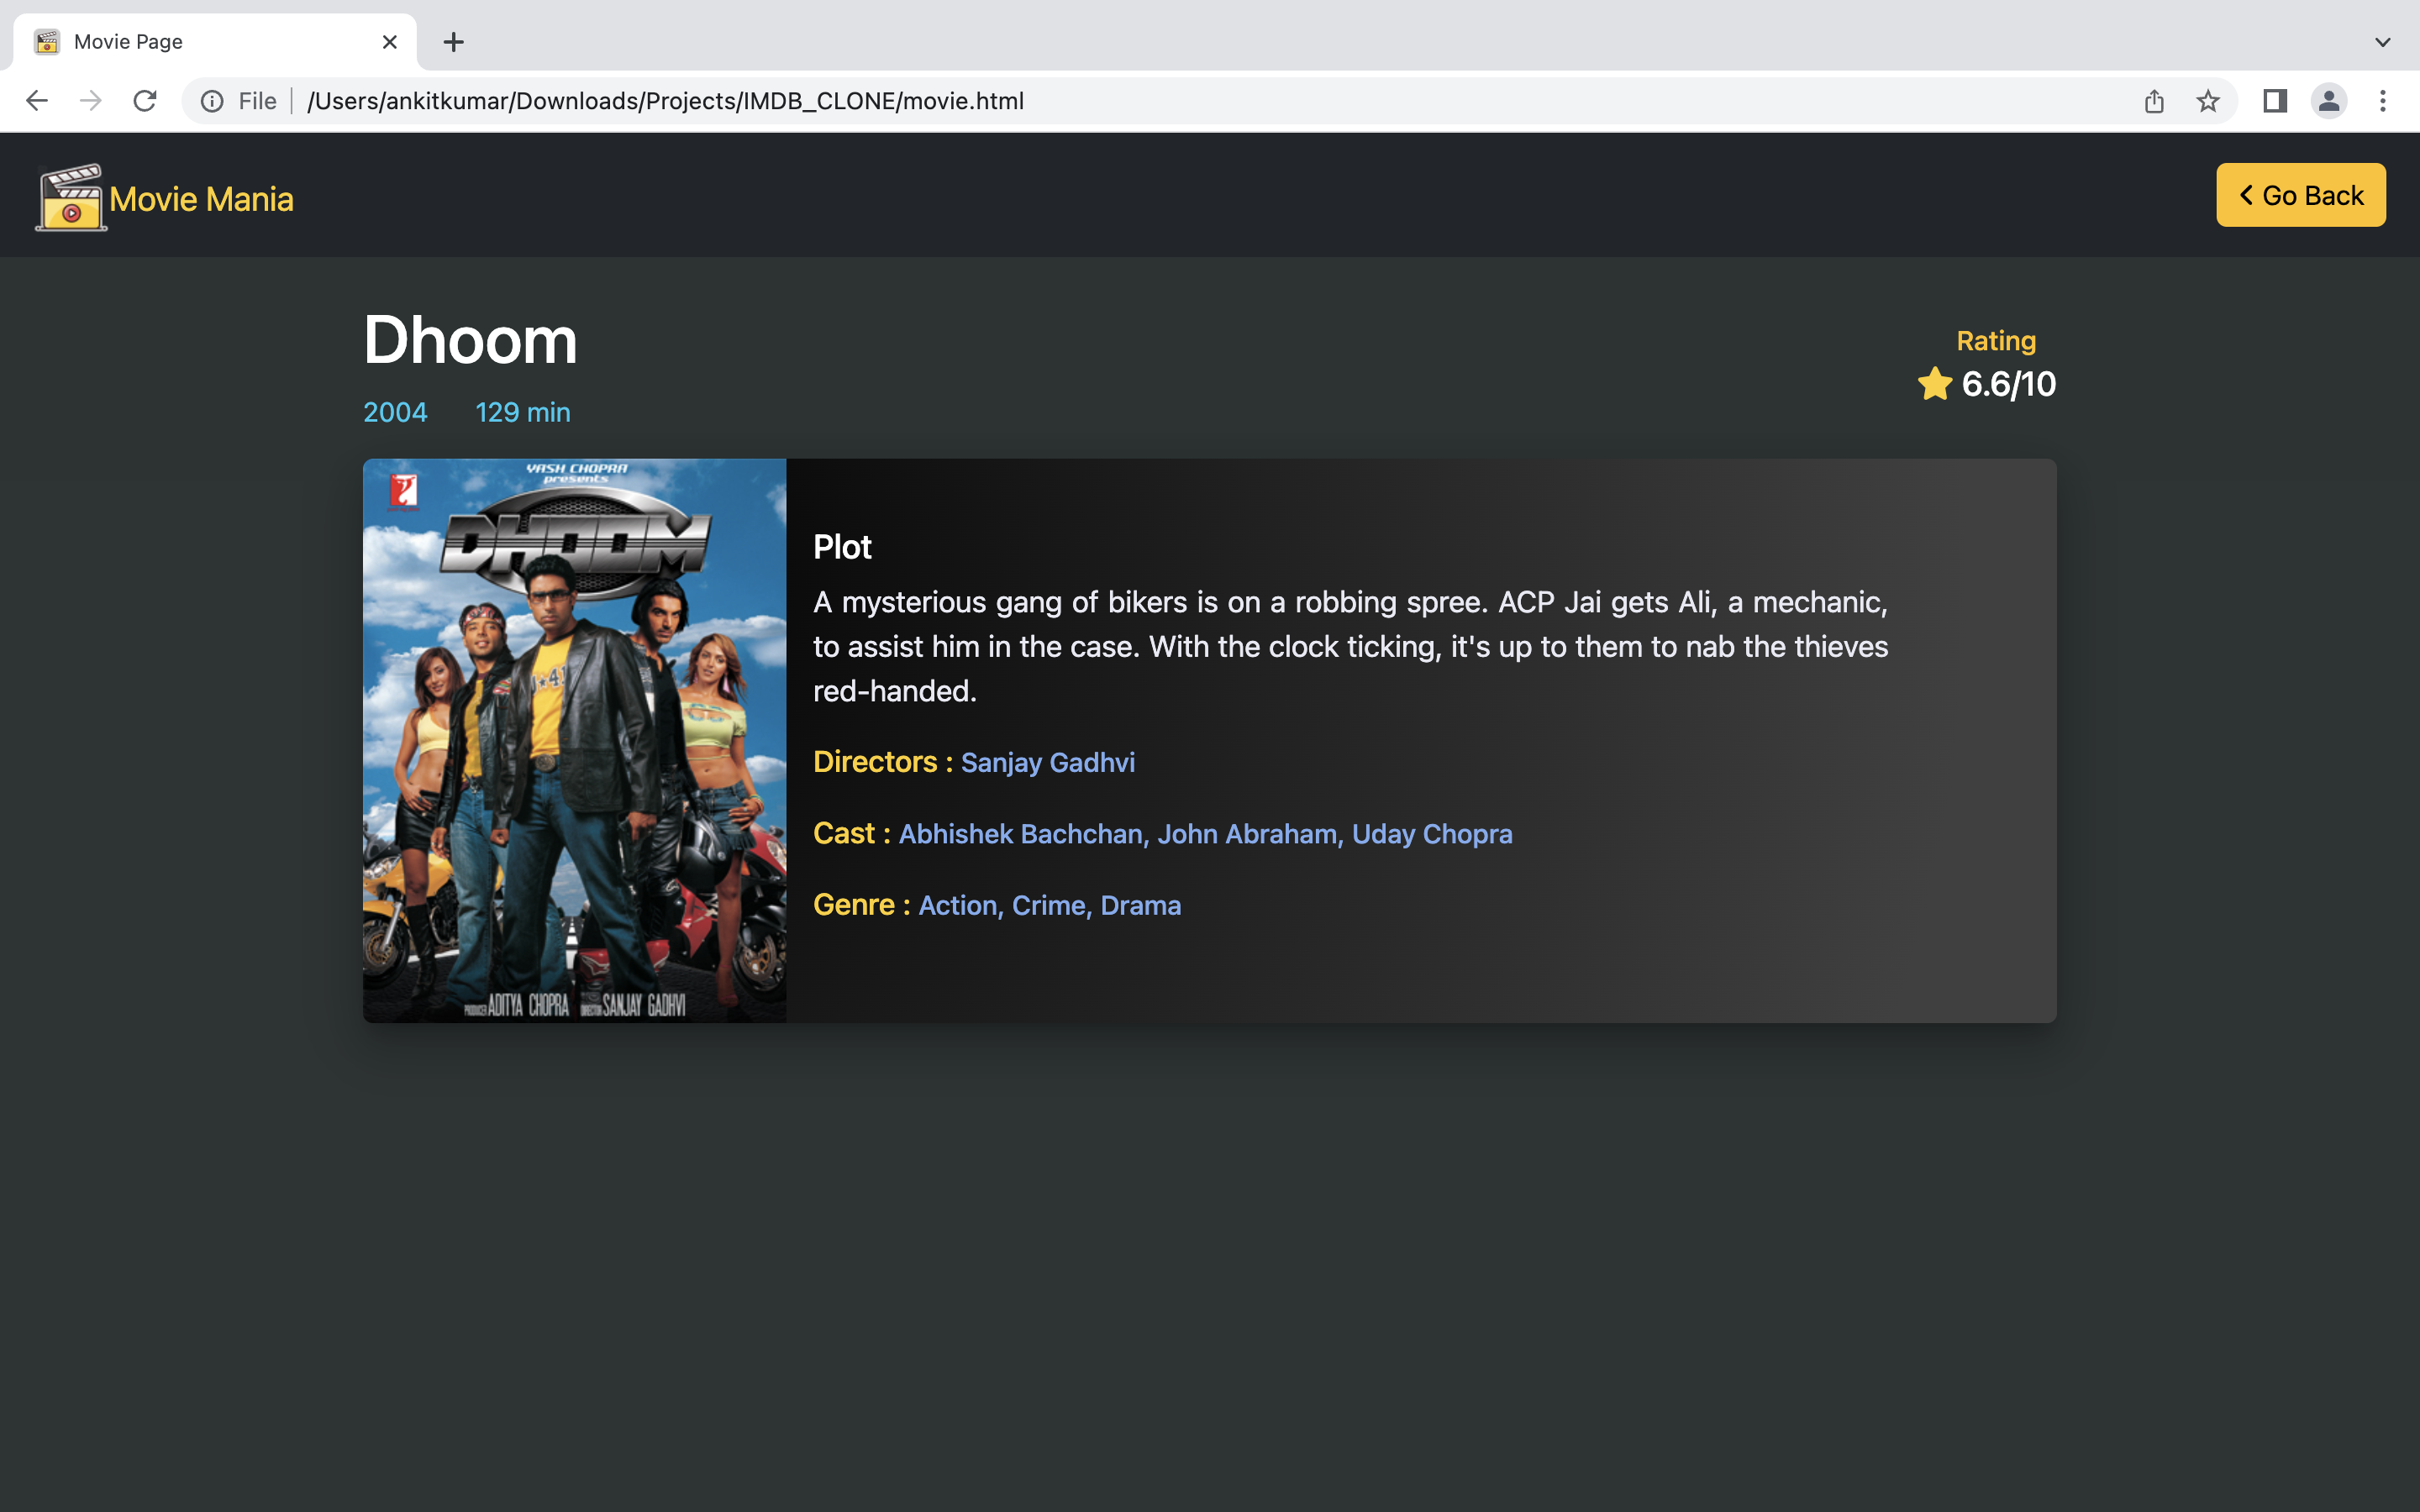 Movie Page
File
/Users/ankitkumar/Downloads/Projects/IMDB_CLONE/movie.html
Movie Mania
Go Back
Dhoom
2004 129 min
Rating
6.6/10
YASH CHOPRA
presents
DHOOM
PRODUCER ADITYA CHOPRA DIRECTOR SANJAY GADHVI
Plot
A mysterious gang of bikers is on a robbing spree. ACP Jai gets Ali, a mechanic,
to assist him in the case. With the clock ticking, it's up to them to nab the thieves
red-handed.
Directors : Sanjay Gadhvi
Cast : Abhishek Bachchan, John Abraham, Uday Chopra
Genre : Action, Crime, Drama